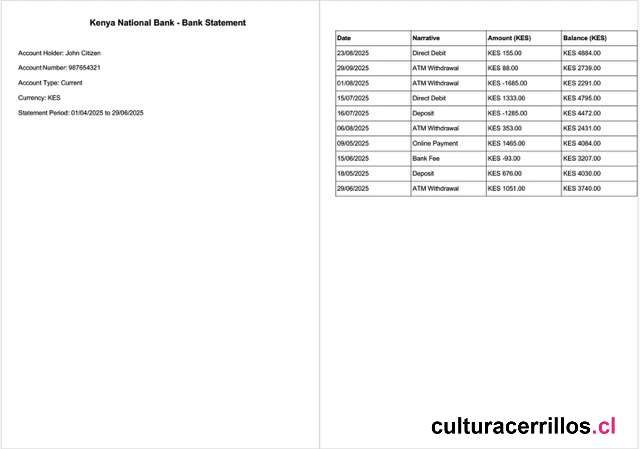 Kenya National Bank - Bank Statement
Account Holder: John Citizen
Account Number: 987654321
Account Type: Current
Currency: KES
Statement Period: 01/04/2025 to 29/06/2025
Date Narrative Amount (KES) Balance (KES)
23/08/2025 Direct Debit KES 155.00 KES 4884.00
29/09/2025 ATM Withdrawal KES 88.00 KES 2739.00
01/08/2025 ATM Withdrawal KES -1685.00 KES 2291.00
15/07/2025 Direct Debit KES 1333.00 KES 4795.00
16/07/2025 Deposit KES -1285.00 KES 4472.00
06/08/2025 ATM Withdrawal KES 353.00 KES 2431.00
09/05/2025 Online Payment KES 1465.00 KES 4084.00
15/06/2025 Bank Fee KES -93.00 KES 3207.00
18/05/2025 Deposit KES 676.00 KES 4030.00
29/06/2025 ATM Withdrawal KES 1051.00 KES 3740.00
culturacerrillos.cl